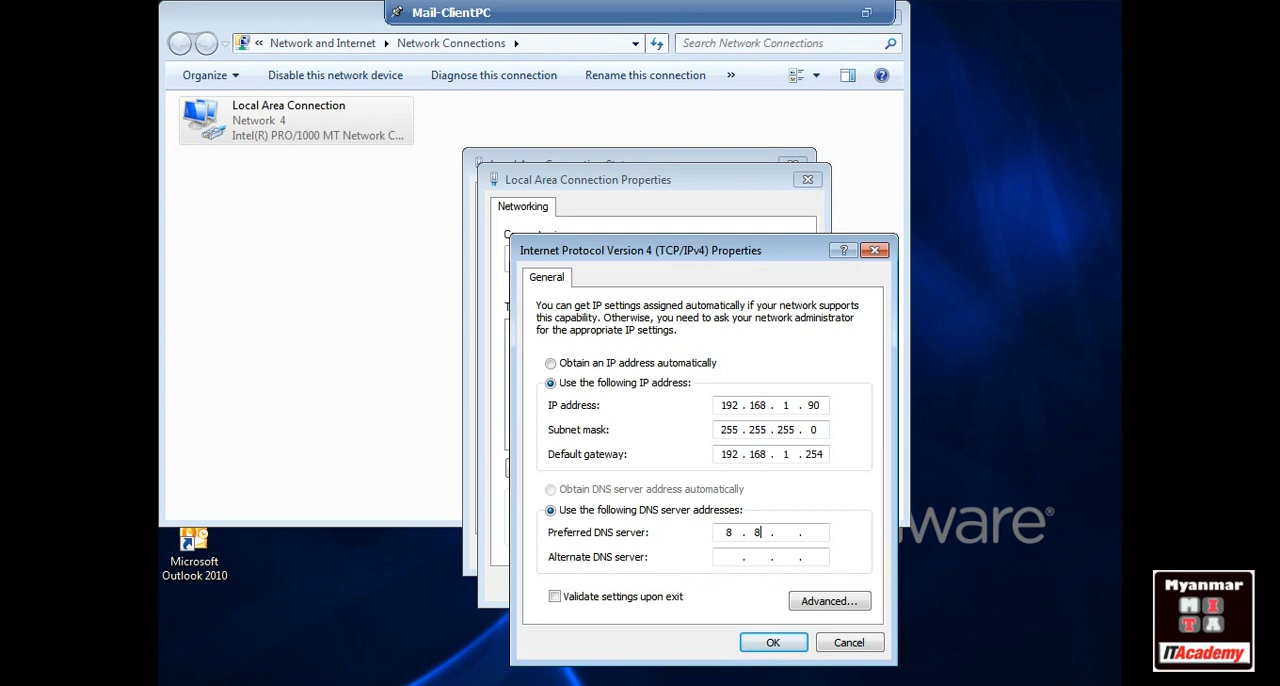 Mail-ClientPC
« Network and Internet Network Connections
Search Network Connections
Organize Disable this network device Diagnose this connection Rename this connection »
Local Area Connection
Network 4
Intel(R) PRO/1000 MT Network C...
Local Area Connection Properties
Networking
Internet Protocol Version 4 (TCP/IPv4) Properties
General
You can get IP settings assigned automatically if your network supports
this capability. Otherwise, you need to ask your network administrator
for the appropriate IP settings.
Obtain an IP address automatically
Use the following IP address:
IP address: 192 . 168 . 1 . 90
Subnet mask: 255 . 255 . 255 . 0
Default gateway: 192 . 168 . 1 . 254
Obtain DNS server address automatically
Use the following DNS server addresses:
Preferred DNS server: 8 . 8 . .
Alternate DNS server: . . .
Validate settings upon exit
Advanced...
OK Cancel
Microsoft
Outlook 2010
ware®
Myanmar
M I
T A
ITAcademy